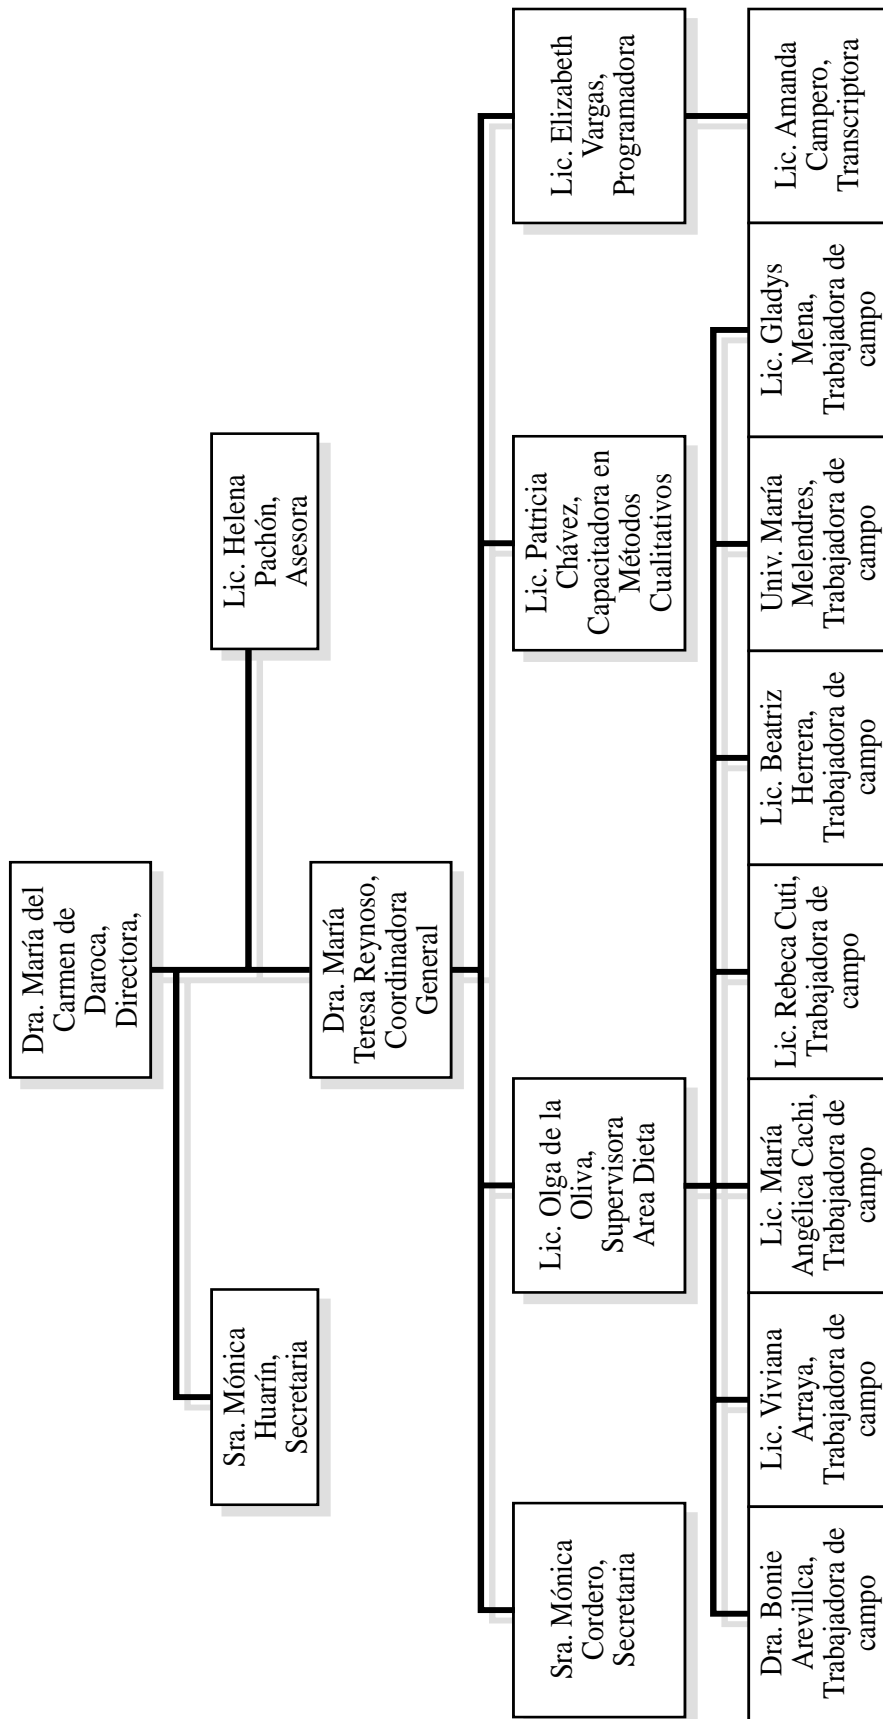 Dra. María del
Carmen de
Daroca,
Directora,
Sra. Mónica
Huarín,
Secretaria
Lic. Helena
Pachón,
Asesora
Dra. María
Teresa Reynoso,
Coordinadora
General
Sra. Mónica
Cordero,
Secretaria
Lic. Olga de la
Oliva,
Supervisora
Area Dieta
Lic. Patricia
Chávez,
Capacitadora en
Métodos
Cualitativos
Lic. Elizabeth
Vargas,
Programadora
Dra. Bonie
Arevillca,
Trabajadora de
campo
Lic. Viviana
Arraya,
Trabajadora de
campo
Lic. María
Angélica Cachi,
Trabajadora de
campo
Lic. Rebeca Cuti,
Trabajadora de
campo
Lic. Beatriz
Herrera,
Trabajadora de
campo
Univ. María
Melendres,
Trabajadora de
campo
Lic. Gladys
Mena,
Trabajadora de
campo
Lic. Amanda
Campero,
Transcriptora